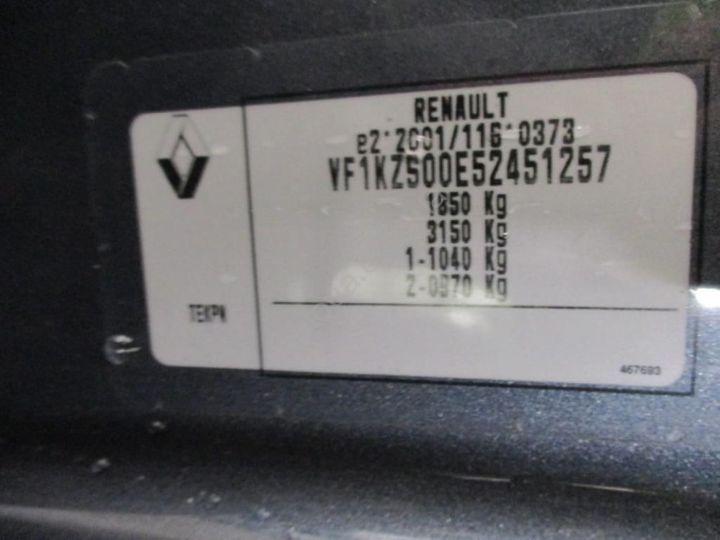 RENAULT
e2*2001/116*0373
VF1KZS00E52451257
1850 Kg
3150 Kg
1-1040 Kg
2-0970 Kg
TEKPN
467693